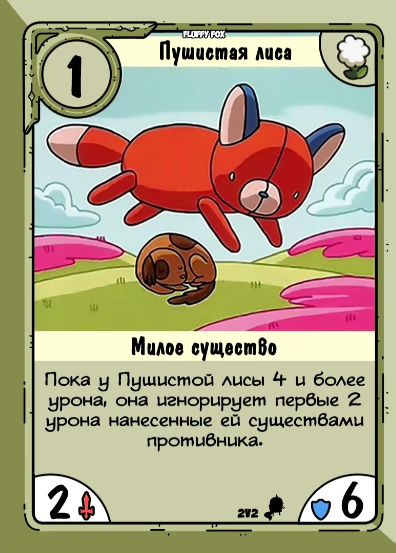 FLUFFY FOX
1
Пушистая лиса
Милое существо
Пока у Пушистой лисы 4 и более
урона, она игнорирует первые 2
урона нанесенные ей существами
противника.
2
2V2
6